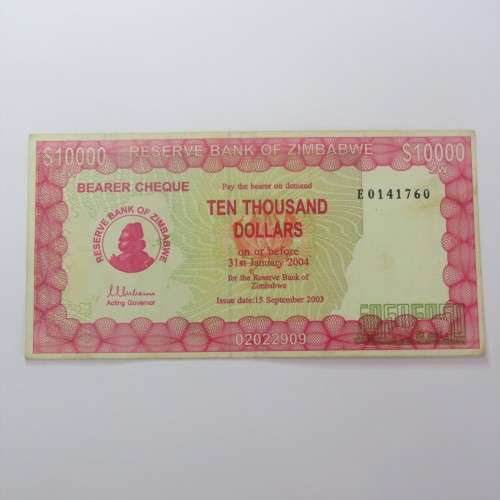 $10000 RESERVE BANK OF ZIMBABWE $10000
ZW
BEARER CHEQUE
Pay the bearer on demand
E0141760
TEN THOUSAND
DOLLARS
RESERVE BANK OF ZIMBABWE
on or before
31st January 2004
for the Reserve Bank of
Zimbabwe
Acting Governor
Issue date:15 September 2003
02022909